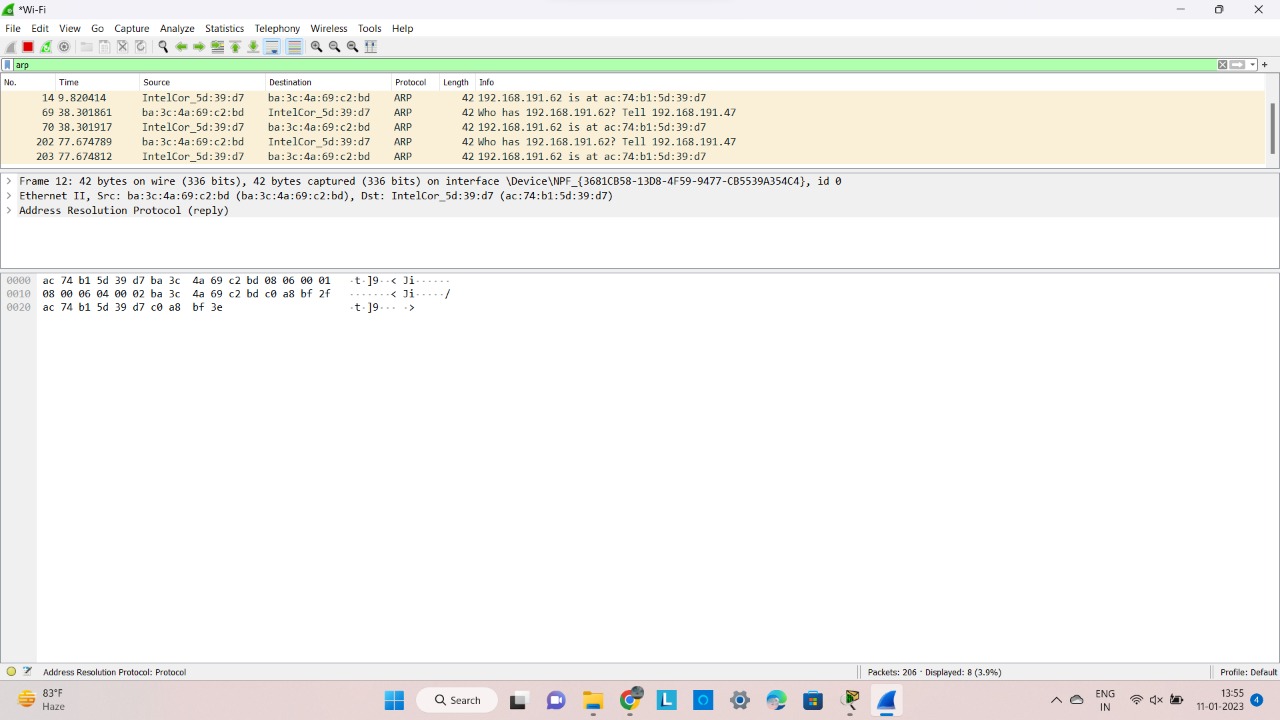 *Wi-Fi
File Edit View Go Capture Analyze Statistics Telephony Wireless Tools Help
arp
No. Time Source Destination Protocol Length Info
14 9.820414 IntelCor_5d:39:d7 ba:3c:4a:69:c2:bd ARP 42 192.168.191.62 is at ac:74:b1:5d:39:d7
69 38.301861 ba:3c:4a:69:c2:bd IntelCor_5d:39:d7 ARP 42 Who has 192.168.191.62? Tell 192.168.191.47
70 38.301917 IntelCor_5d:39:d7 ba:3c:4a:69:c2:bd ARP 42 192.168.191.62 is at ac:74:b1:5d:39:d7
202 77.674789 ba:3c:4a:69:c2:bd IntelCor_5d:39:d7 ARP 42 Who has 192.168.191.62? Tell 192.168.191.47
203 77.674812 IntelCor_5d:39:d7 ba:3c:4a:69:c2:bd ARP 42 192.168.191.62 is at ac:74:b1:5d:39:d7
Frame 12: 42 bytes on wire (336 bits), 42 bytes captured (336 bits) on interface \Device\NPF_{3681CB58-13D8-4F59-9477-CB5539A354C4}, id 0
Ethernet II, Src: ba:3c:4a:69:c2:bd (ba:3c:4a:69:c2:bd), Dst: IntelCor_5d:39:d7 (ac:74:b1:5d:39:d7)
Address Resolution Protocol (reply)
0000 ac 74 b1 5d 39 d7 ba 3c 4a 69 c2 bd 08 06 00 01 ·t·]9··< Ji······
0010 08 00 06 04 00 02 ba 3c 4a 69 c2 bd c0 a8 bf 2f ·······< Ji·····/
0020 ac 74 b1 5d 39 d7 c0 a8 bf 3e ·t·]9··· ·>
Address Resolution Protocol: Protocol
Packets: 206 · Displayed: 8 (3.9%)
Profile: Default
83°F
Haze
Search
ENG
IN
13:55
11-01-2023
4